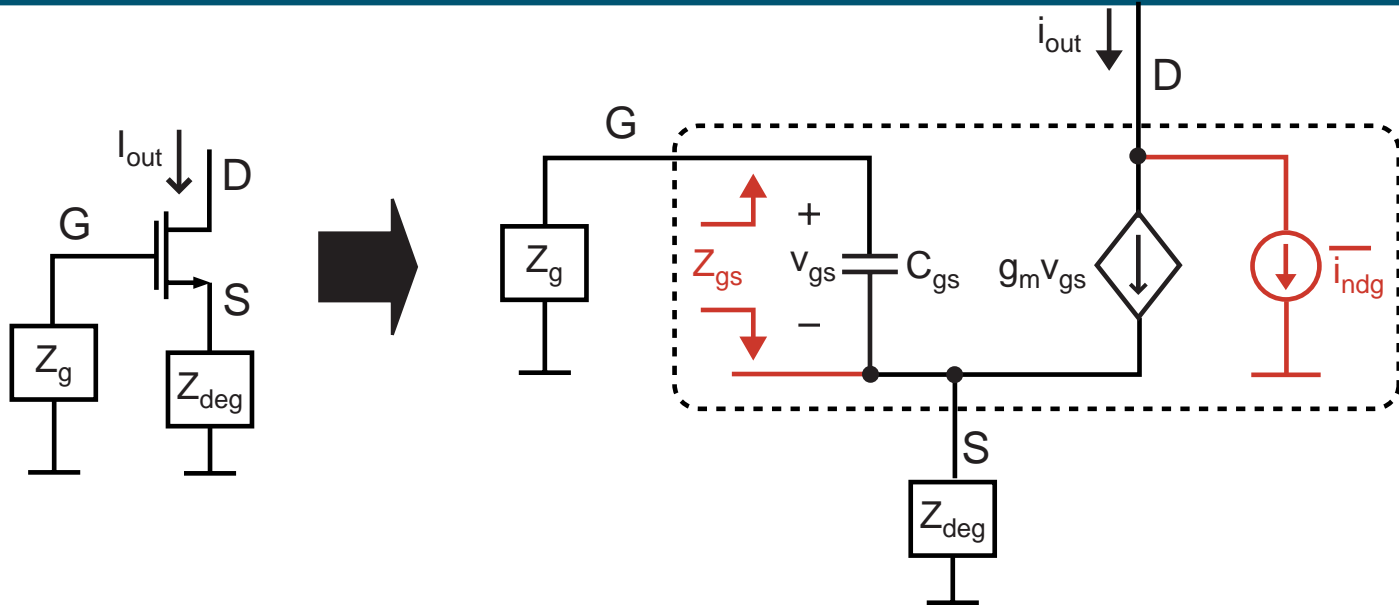 I_out
D
G
S
Z_g
Z_deg
i_out
D
G
Z_g
Z_gs
+
v_gs
−
C_gs
g_m v_gs
i_ndg
S
Z_deg